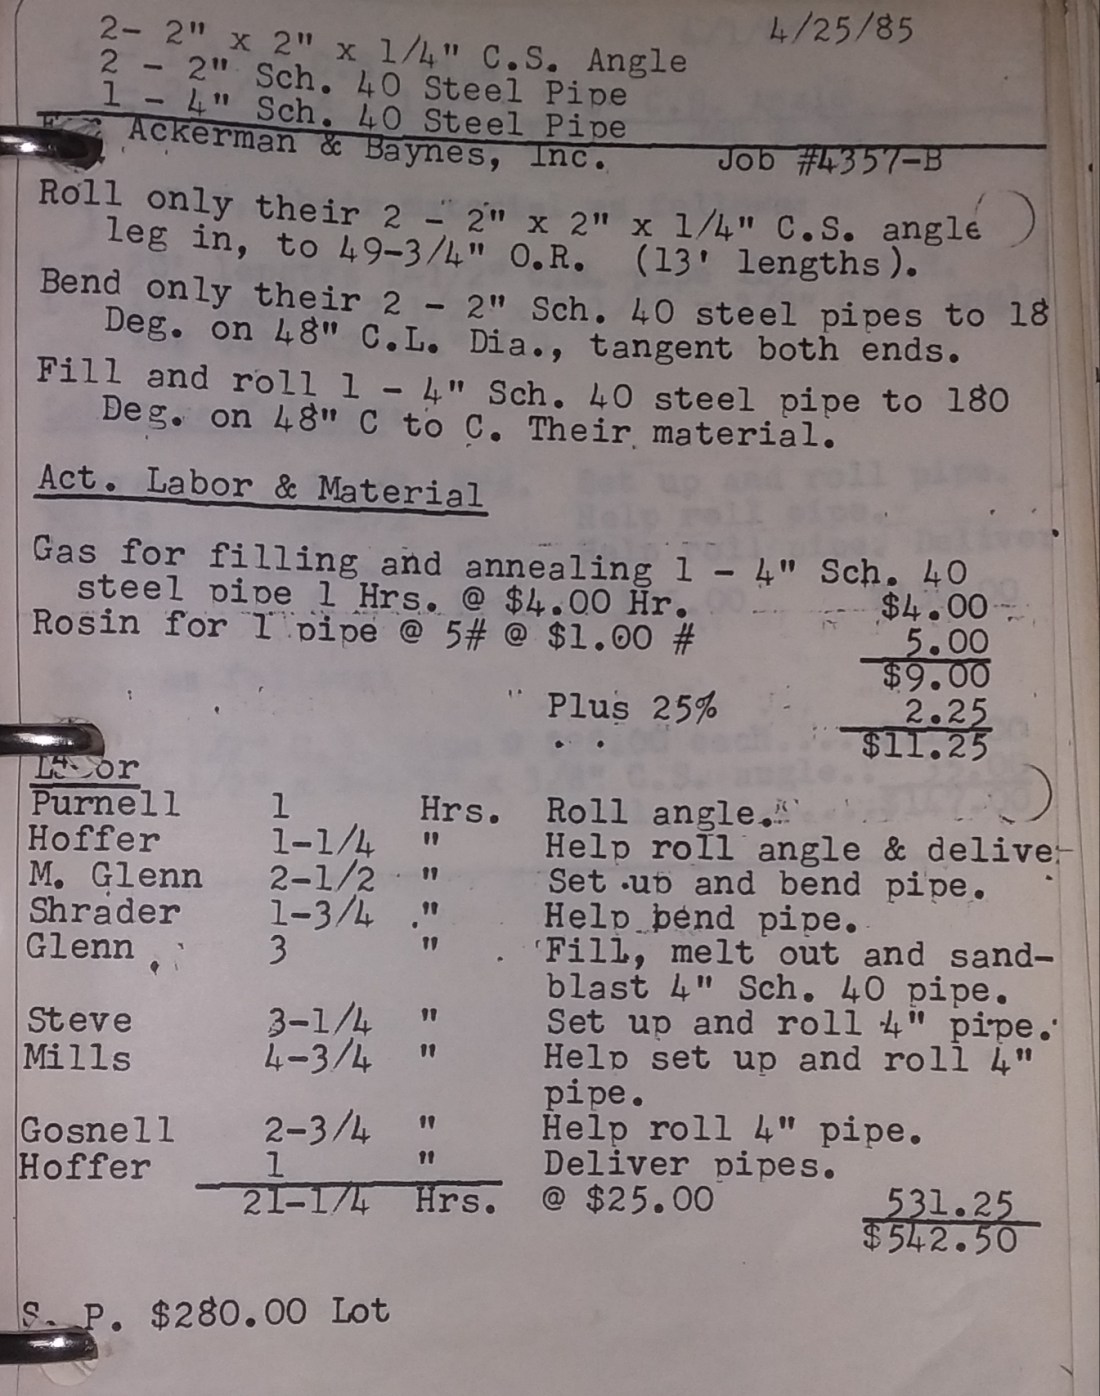 4/25/85
2- 2" x 2" x 1/4" C.S. Angle
2 - 2" Sch. 40 Steel Pipe
1 - 4" Sch. 40 Steel Pipe
Ackerman & Baynes, Inc. Job #4357-B
Roll only their 2 - 2" x 2" x 1/4" C.S. angle
leg in, to 49-3/4" O.R. (13' lengths).
Bend only their 2 - 2" Sch. 40 steel pipes to 18
Deg. on 48" C.L. Dia., tangent both ends.
Fill and roll 1 - 4" Sch. 40 steel pipe to 180
Deg. on 48" C to C. Their material.
Act. Labor & Material
Gas for filling and annealing 1 - 4" Sch. 40
steel pipe 1 Hrs. @ $4.00 Hr. $4.00
Rosin for 1 pipe @ 5# @ $1.00 # 5.00
$9.00
Plus 25% 2.25
$11.25
Labor
Purnell 1 Hrs. Roll angle.
Hoffer 1-1/4 " Help roll angle & deliver
M. Glenn 2-1/2 " Set up and bend pipe.
Shrader 1-3/4 " Help bend pipe.
Glenn 3 " Fill, melt out and sand-
blast 4" Sch. 40 pipe.
Steve 3-1/4 " Set up and roll 4" pipe.
Mills 4-3/4 " Help set up and roll 4"
pipe.
Gosnell 2-3/4 " Help roll 4" pipe.
Hoffer 1 " Deliver pipes.
21-1/4 Hrs. @ $25.00 531.25
$542.50
S. P. $280.00 Lot